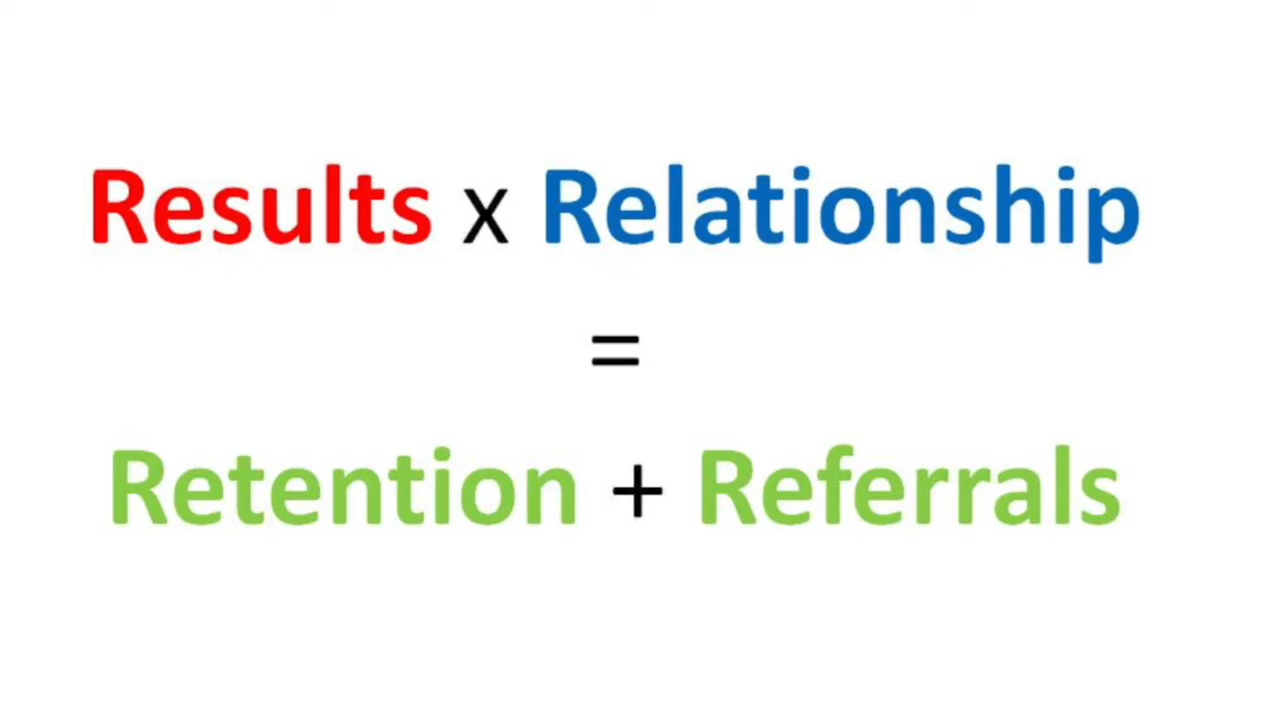 Results x Relationship
=
Retention + Referrals